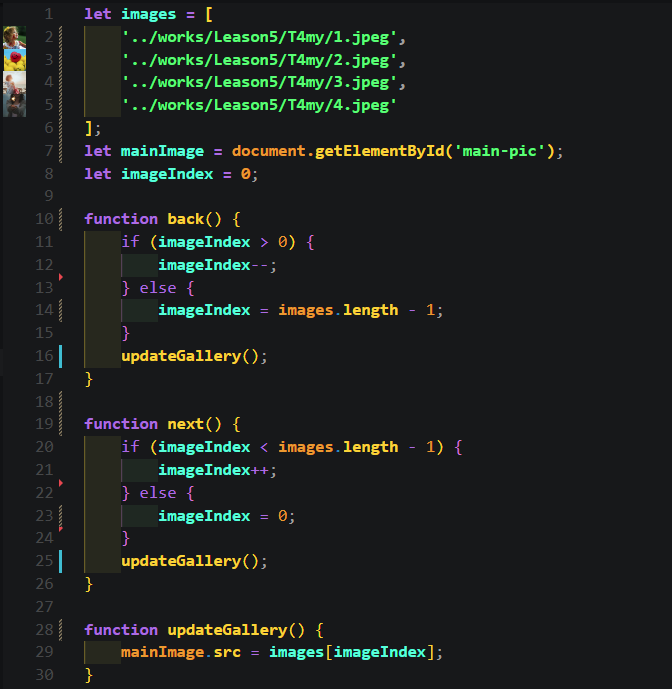 1 let images = [
2     '../works/Leason5/T4my/1.jpeg',
3     '../works/Leason5/T4my/2.jpeg',
4     '../works/Leason5/T4my/3.jpeg',
5     '../works/Leason5/T4my/4.jpeg'
6 ];
7 let mainImage = document.getElementById('main-pic');
8 let imageIndex = 0;
9
10 function back() {
11     if (imageIndex > 0) {
12         imageIndex--;
13     } else {
14         imageIndex = images.length - 1;
15     }
16     updateGallery();
17 }
18
19 function next() {
20     if (imageIndex < images.length - 1) {
21         imageIndex++;
22     } else {
23         imageIndex = 0;
24     }
25     updateGallery();
26 }
27
28 function updateGallery() {
29     mainImage.src = images[imageIndex];
30 }